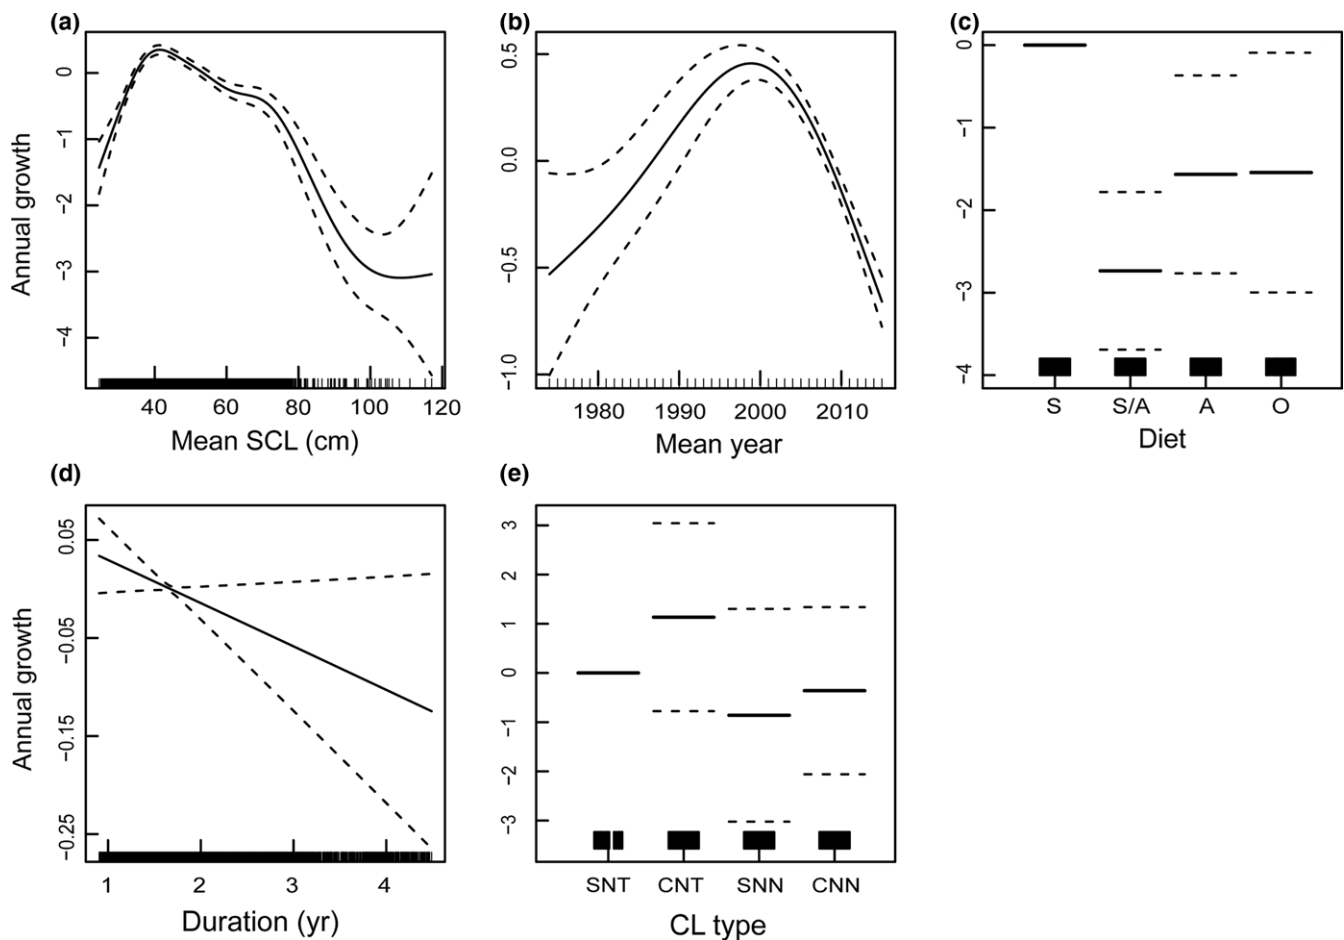 (a)
Annual growth
0
−1
−2
−3
−4
40 60 80 100 120
Mean SCL (cm)
(b)
0.5
0.0
−0.5
−1.0
1980 1990 2000 2010
Mean year
(c)
0
−1
−2
−3
−4
S S/A A O
Diet
(d)
Annual growth
0.05
−0.05
−0.15
−0.25
1 2 3 4
Duration (yr)
(e)
3
2
1
0
−1
−2
−3
SNT CNT SNN CNN
CL type